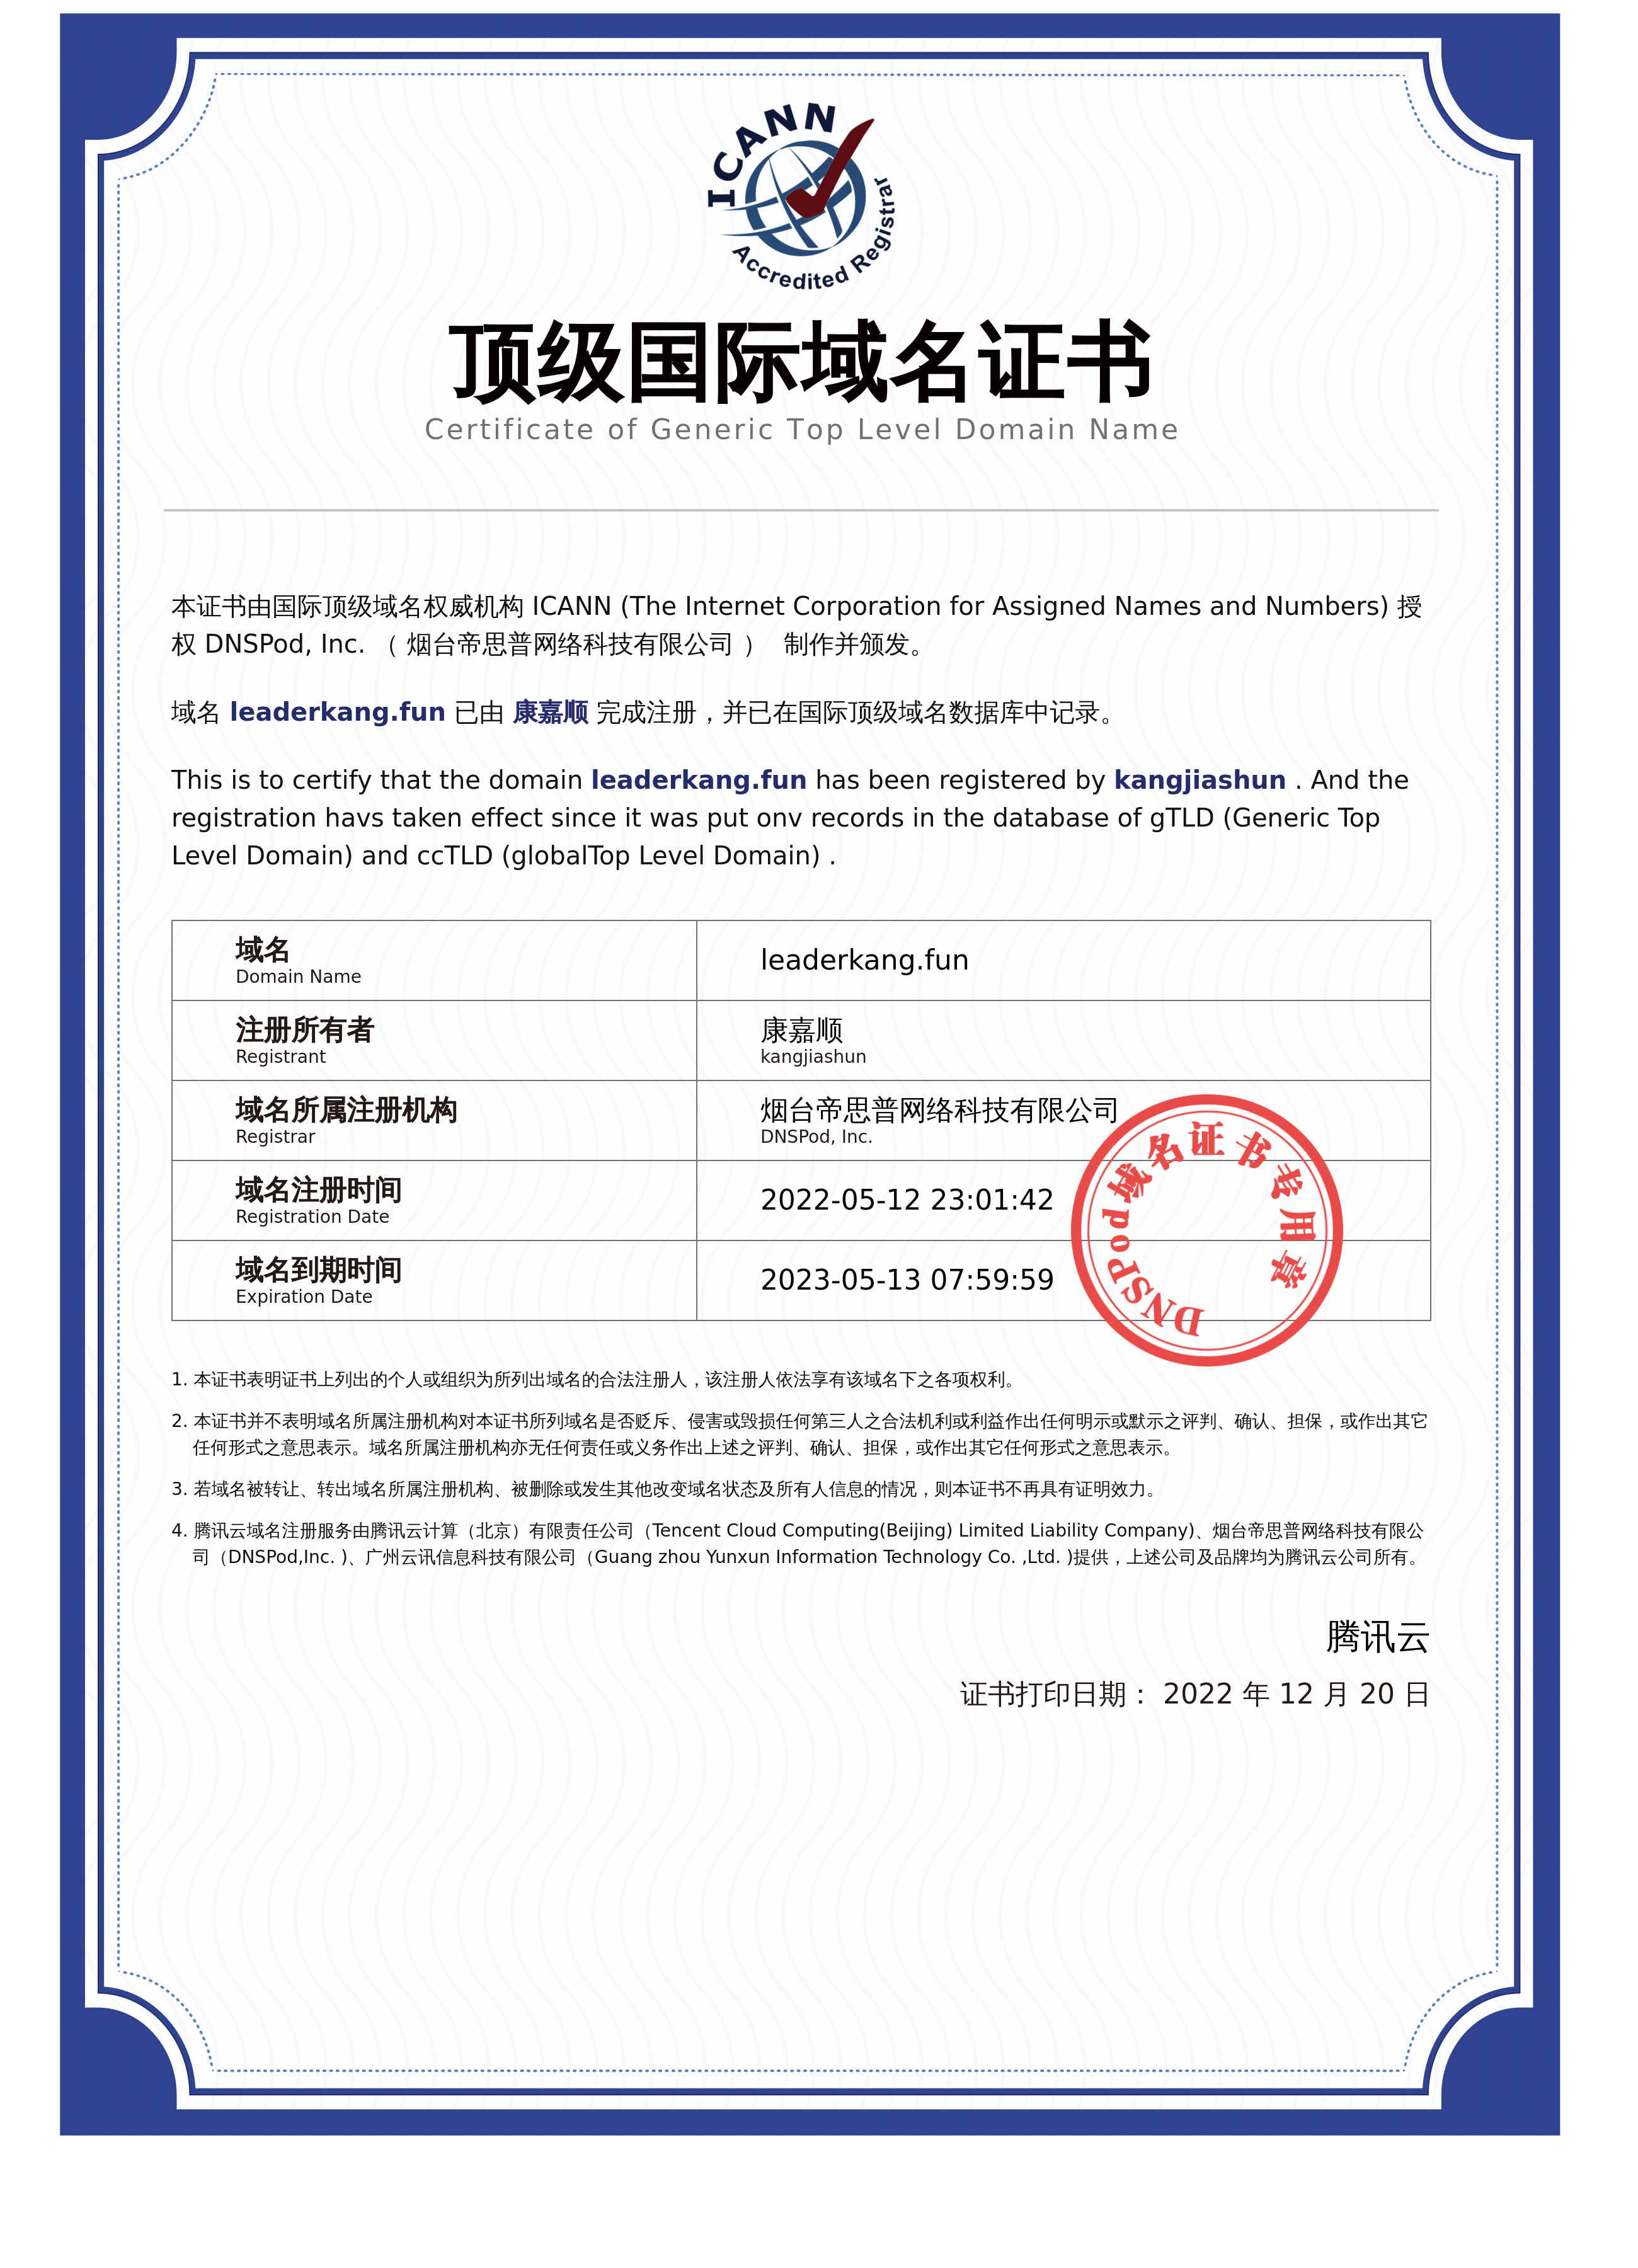 ICANN
Accredited Registrar
顶级国际域名证书
Certificate of Generic Top Level Domain Name
本证书由国际顶级域名权威机构 ICANN (The Internet Corporation for Assigned Names and Numbers) 授
权 DNSPod, Inc. （ 烟台帝思普网络科技有限公司 ） 制作并颁发。
域名 leaderkang.fun 已由 康嘉顺 完成注册，并已在国际顶级域名数据库中记录。
This is to certify that the domain leaderkang.fun has been registered by kangjiashun . And the
registration havs taken effect since it was put onv records in the database of gTLD (Generic Top
Level Domain) and ccTLD (globalTop Level Domain) .
域名
Domain Name
leaderkang.fun
注册所有者
Registrant
康嘉顺
kangjiashun
域名所属注册机构
Registrar
烟台帝思普网络科技有限公司
DNSPod, Inc.
域名注册时间
Registration Date
2022-05-12 23:01:42
域名到期时间
Expiration Date
2023-05-13 07:59:59
DNSPod域名证书专用章
1. 本证书表明证书上列出的个人或组织为所列出域名的合法注册人，该注册人依法享有该域名下之各项权利。
2. 本证书并不表明域名所属注册机构对本证书所列域名是否贬斥、侵害或毁损任何第三人之合法机利或利益作出任何明示或默示之评判、确认、担保，或作出其它
任何形式之意思表示。域名所属注册机构亦无任何责任或义务作出上述之评判、确认、担保，或作出其它任何形式之意思表示。
3. 若域名被转让、转出域名所属注册机构、被删除或发生其他改变域名状态及所有人信息的情况，则本证书不再具有证明效力。
4. 腾讯云域名注册服务由腾讯云计算（北京）有限责任公司（Tencent Cloud Computing(Beijing) Limited Liability Company)、烟台帝思普网络科技有限公
司（DNSPod,Inc. )、广州云讯信息科技有限公司（Guang zhou Yunxun Information Technology Co. ,Ltd. )提供，上述公司及品牌均为腾讯云公司所有。
腾讯云
证书打印日期： 2022 年 12 月 20 日